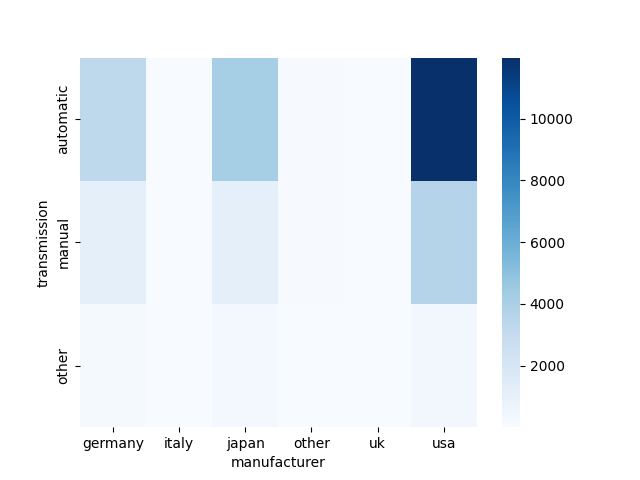 automatic
manual
other
transmission
germany italy japan other uk usa
manufacturer
10000
8000
6000
4000
2000